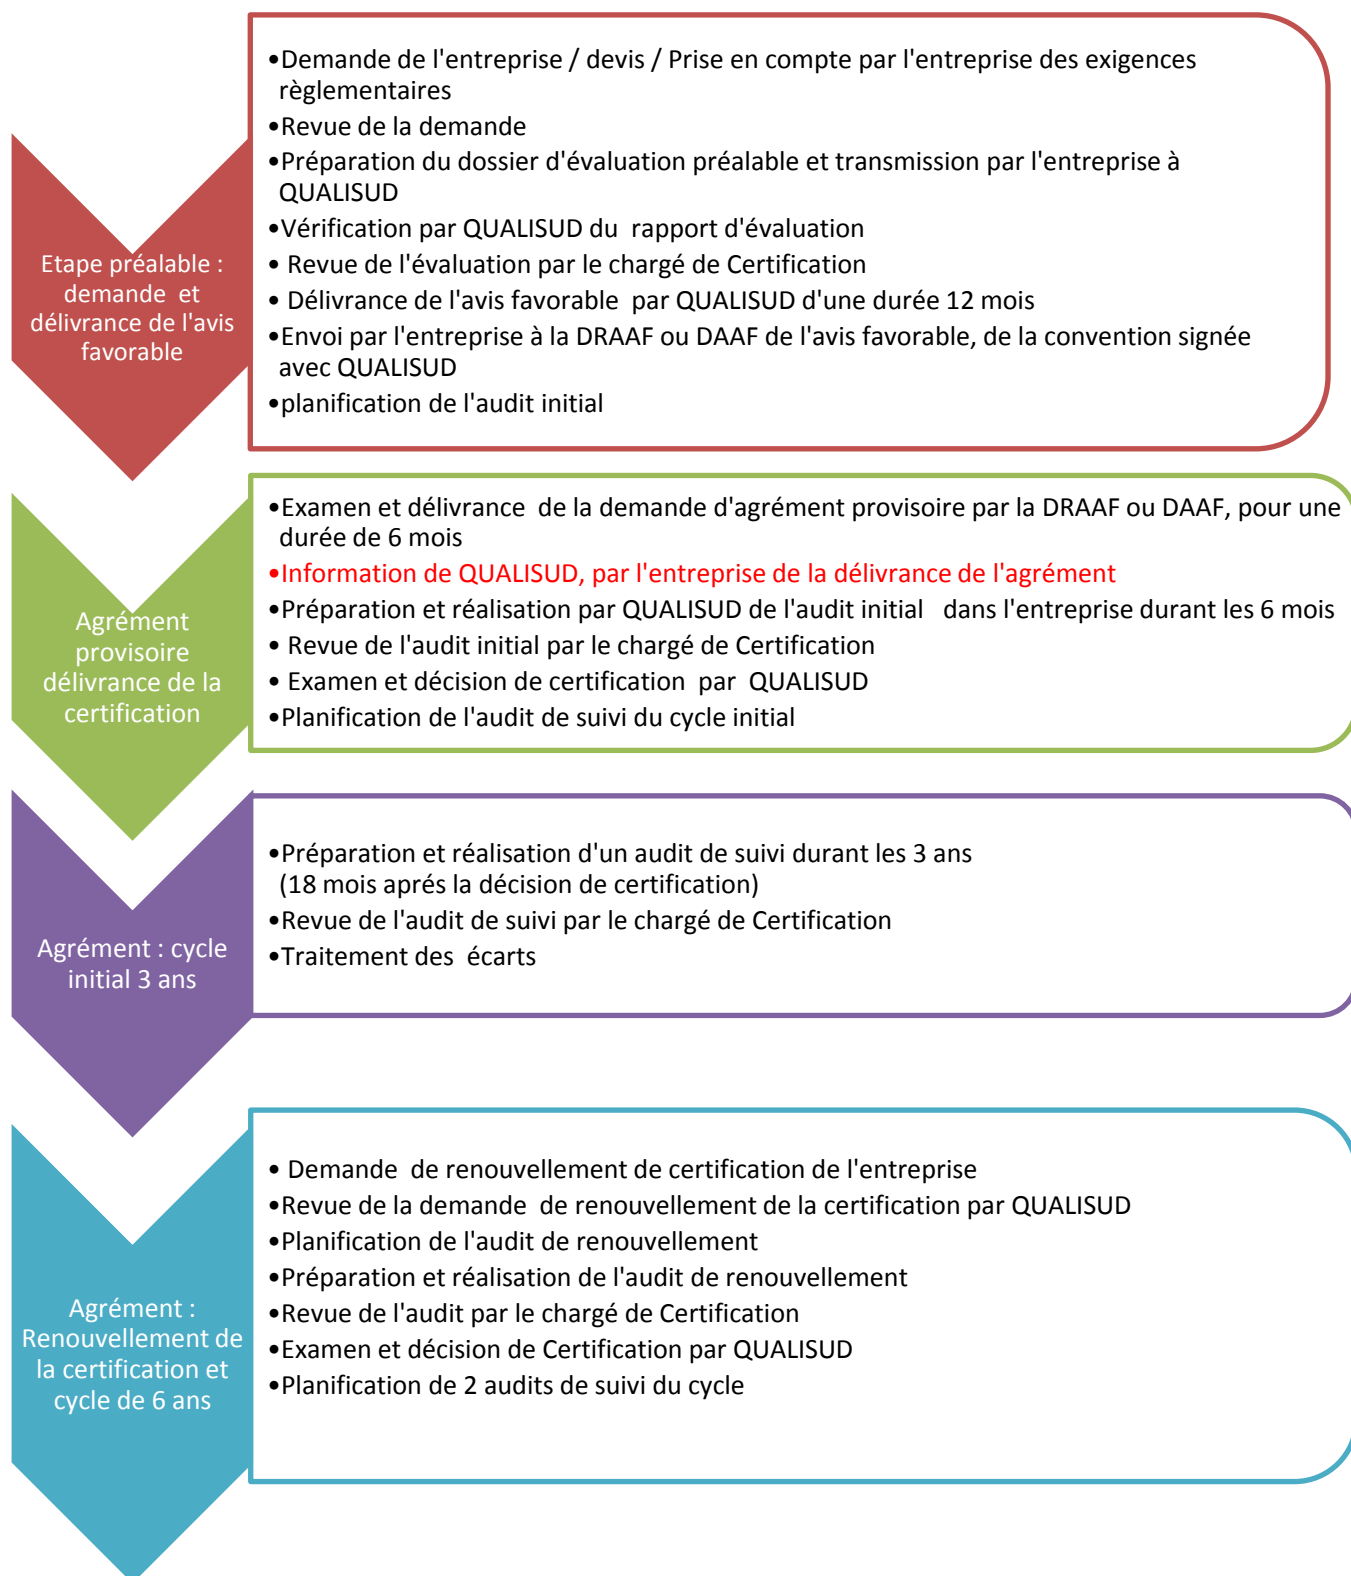 Etape préalable :
demande et
délivrance de l'avis
favorable
•Demande de l'entreprise / devis / Prise en compte par l'entreprise des exigences
règlementaires
•Revue de la demande
•Préparation du dossier d'évaluation préalable et transmission par l'entreprise à
QUALISUD
•Vérification par QUALISUD du rapport d'évaluation
• Revue de l'évaluation par le chargé de Certification
• Délivrance de l'avis favorable par QUALISUD d'une durée 12 mois
•Envoi par l'entreprise à la DRAAF ou DAAF de l'avis favorable, de la convention signée
avec QUALISUD
•planification de l'audit initial
Agrément
provisoire
délivrance de la
certification
•Examen et délivrance de la demande d'agrément provisoire par la DRAAF ou DAAF, pour une
durée de 6 mois
•Information de QUALISUD, par l'entreprise de la délivrance de l'agrément
•Préparation et réalisation par QUALISUD de l'audit initial dans l'entreprise durant les 6 mois
• Revue de l'audit initial par le chargé de Certification
• Examen et décision de certification par QUALISUD
•Planification de l'audit de suivi du cycle initial
Agrément : cycle
initial 3 ans
•Préparation et réalisation d'un audit de suivi durant les 3 ans
(18 mois aprés la décision de certification)
•Revue de l'audit de suivi par le chargé de Certification
•Traitement des écarts
Agrément :
Renouvellement de
la certification et
cycle de 6 ans
• Demande de renouvellement de certification de l'entreprise
•Revue de la demande de renouvellement de la certification par QUALISUD
•Planification de l'audit de renouvellement
•Préparation et réalisation de l'audit de renouvellement
•Revue de l'audit par le chargé de Certification
•Examen et décision de Certification par QUALISUD
•Planification de 2 audits de suivi du cycle